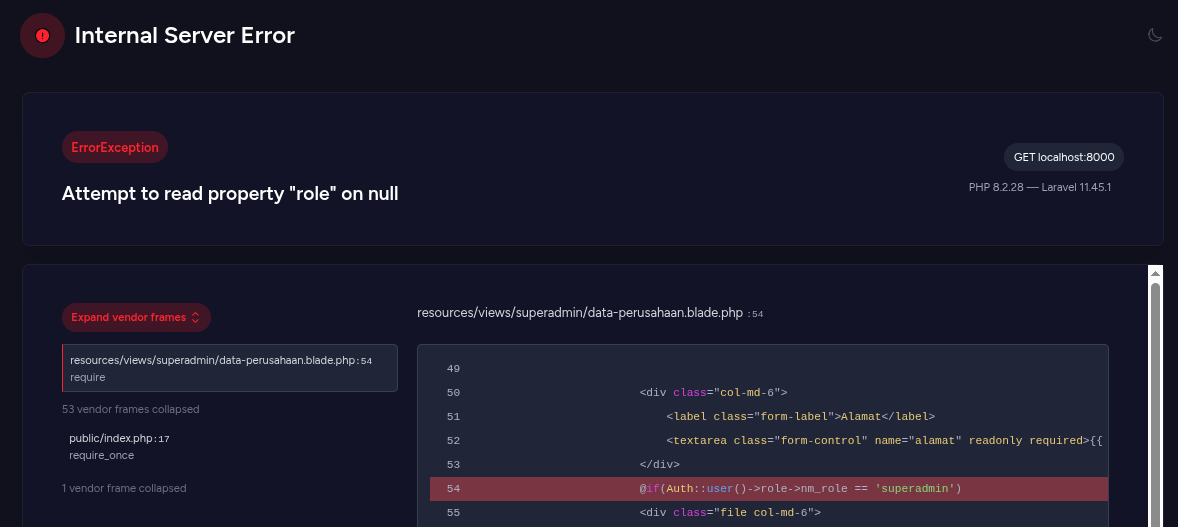 Internal Server Error
ErrorException
GET localhost:8000
Attempt to read property "role" on null
PHP 8.2.28 — Laravel 11.45.1
Expand vendor frames
resources/views/superadmin/data-perusahaan.blade.php:54
require
53 vendor frames collapsed
public/index.php:17
require_once
1 vendor frame collapsed
resources/views/superadmin/data-perusahaan.blade.php :54
49
50 <div class="col-md-6">
51 <label class="form-label">Alamat</label>
52 <textarea class="form-control" name="alamat" readonly required>{{
53 </div>
54 @if(Auth::user()->role->nm_role == 'superadmin')
55 <div class="file col-md-6">